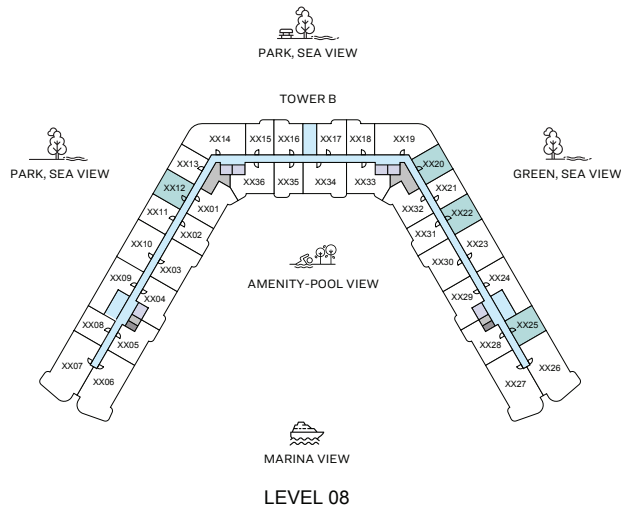 PARK, SEA VIEW
TOWER B
PARK, SEA VIEW
GREEN, SEA VIEW
XX14
XX15
XX16
XX17
XX18
XX19
XX13
XX20
XX12
XX36
XX35
XX34
XX33
XX21
XX11
XX01
XX32
XX22
XX02
XX31
XX10
XX23
XX03
XX30
XX09
XX24
XX04
XX29
AMENITY-POOL VIEW
XX08
XX25
XX05
XX28
XX07
XX26
XX06
XX27
MARINA VIEW
LEVEL 08